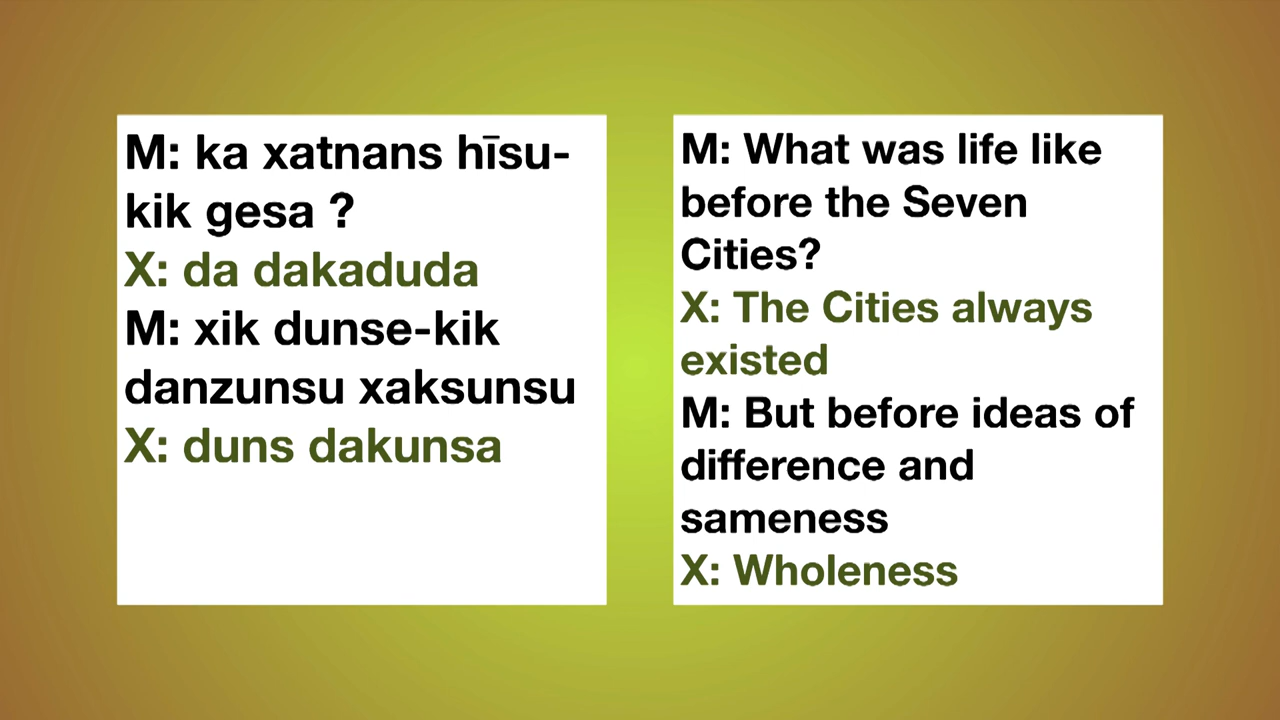 M: ka xatnans hīsu-
kik gesa ?
X: da dakaduda
M: xik dunse-kik
danzunsu xaksunsu
X: duns dakunsa
M: What was life like
before the Seven
Cities?
X: The Cities always
existed
M: But before ideas of
difference and
sameness
X: Wholeness